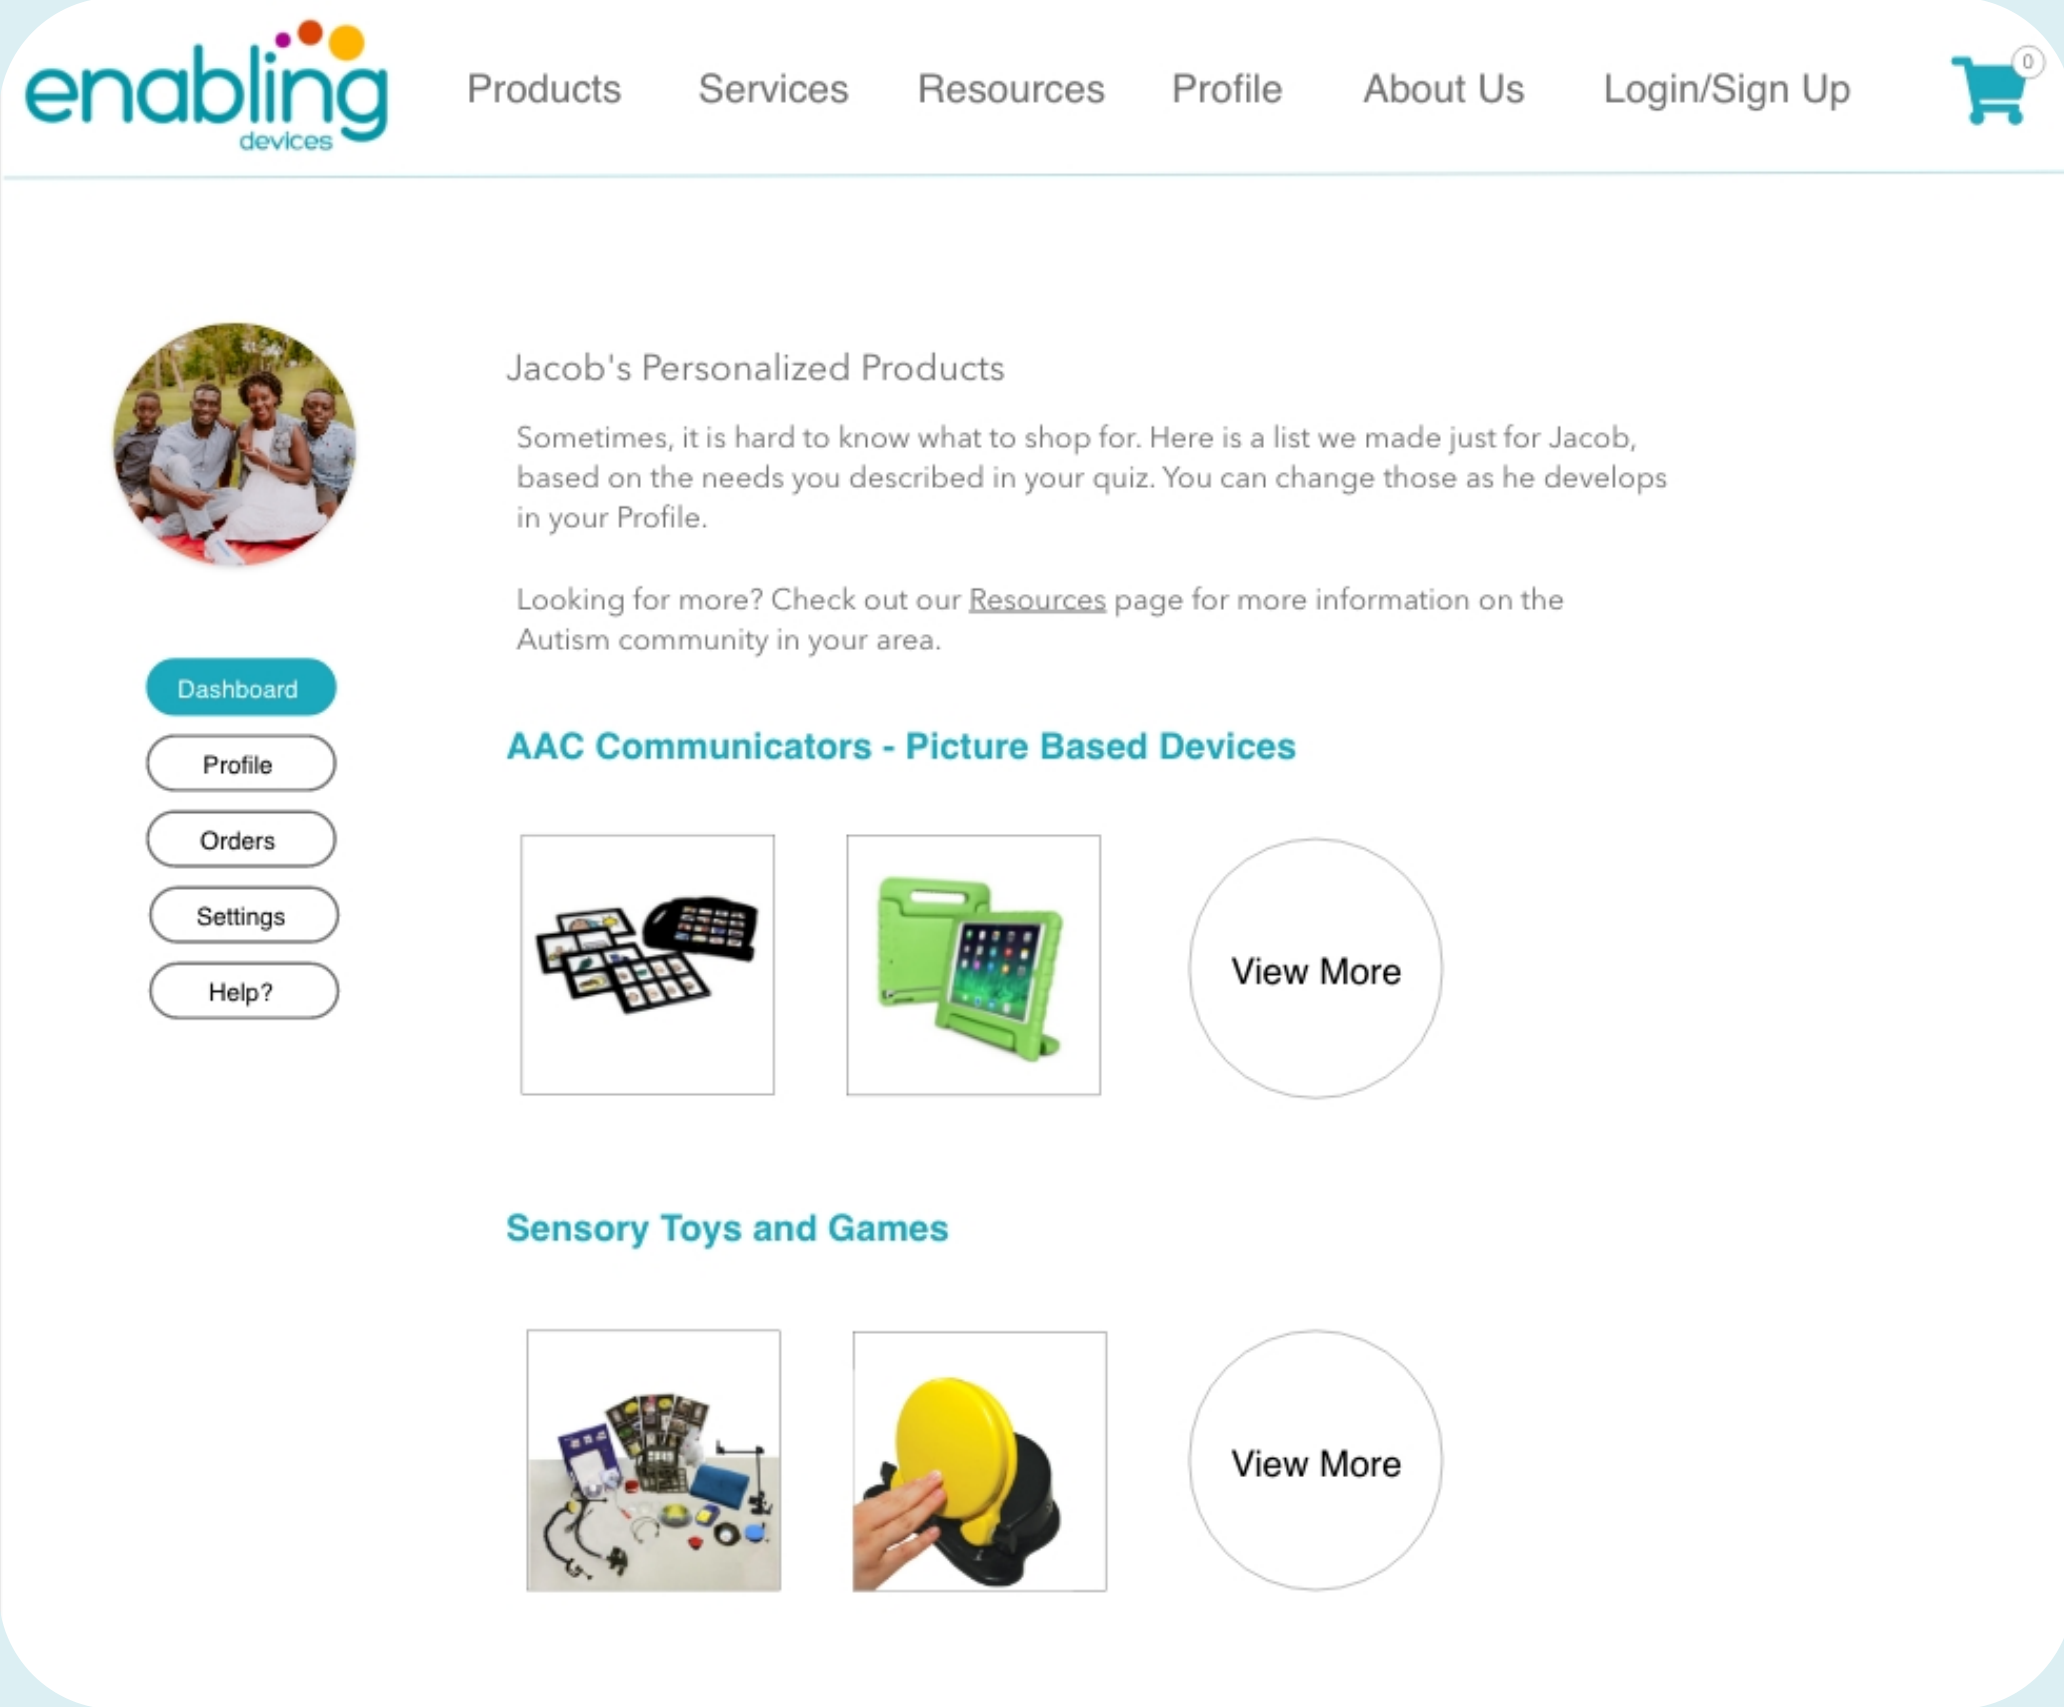 enabling
devices
Products Services Resources Profile About Us Login/Sign Up 0
Jacob's Personalized Products
Sometimes, it is hard to know what to shop for. Here is a list we made just for Jacob,
based on the needs you described in your quiz. You can change those as he develops
in your Profile.
Looking for more? Check out our Resources page for more information on the
Autism community in your area.
Dashboard
Profile
Orders
Settings
Help?
AAC Communicators - Picture Based Devices
View More
Sensory Toys and Games
View More